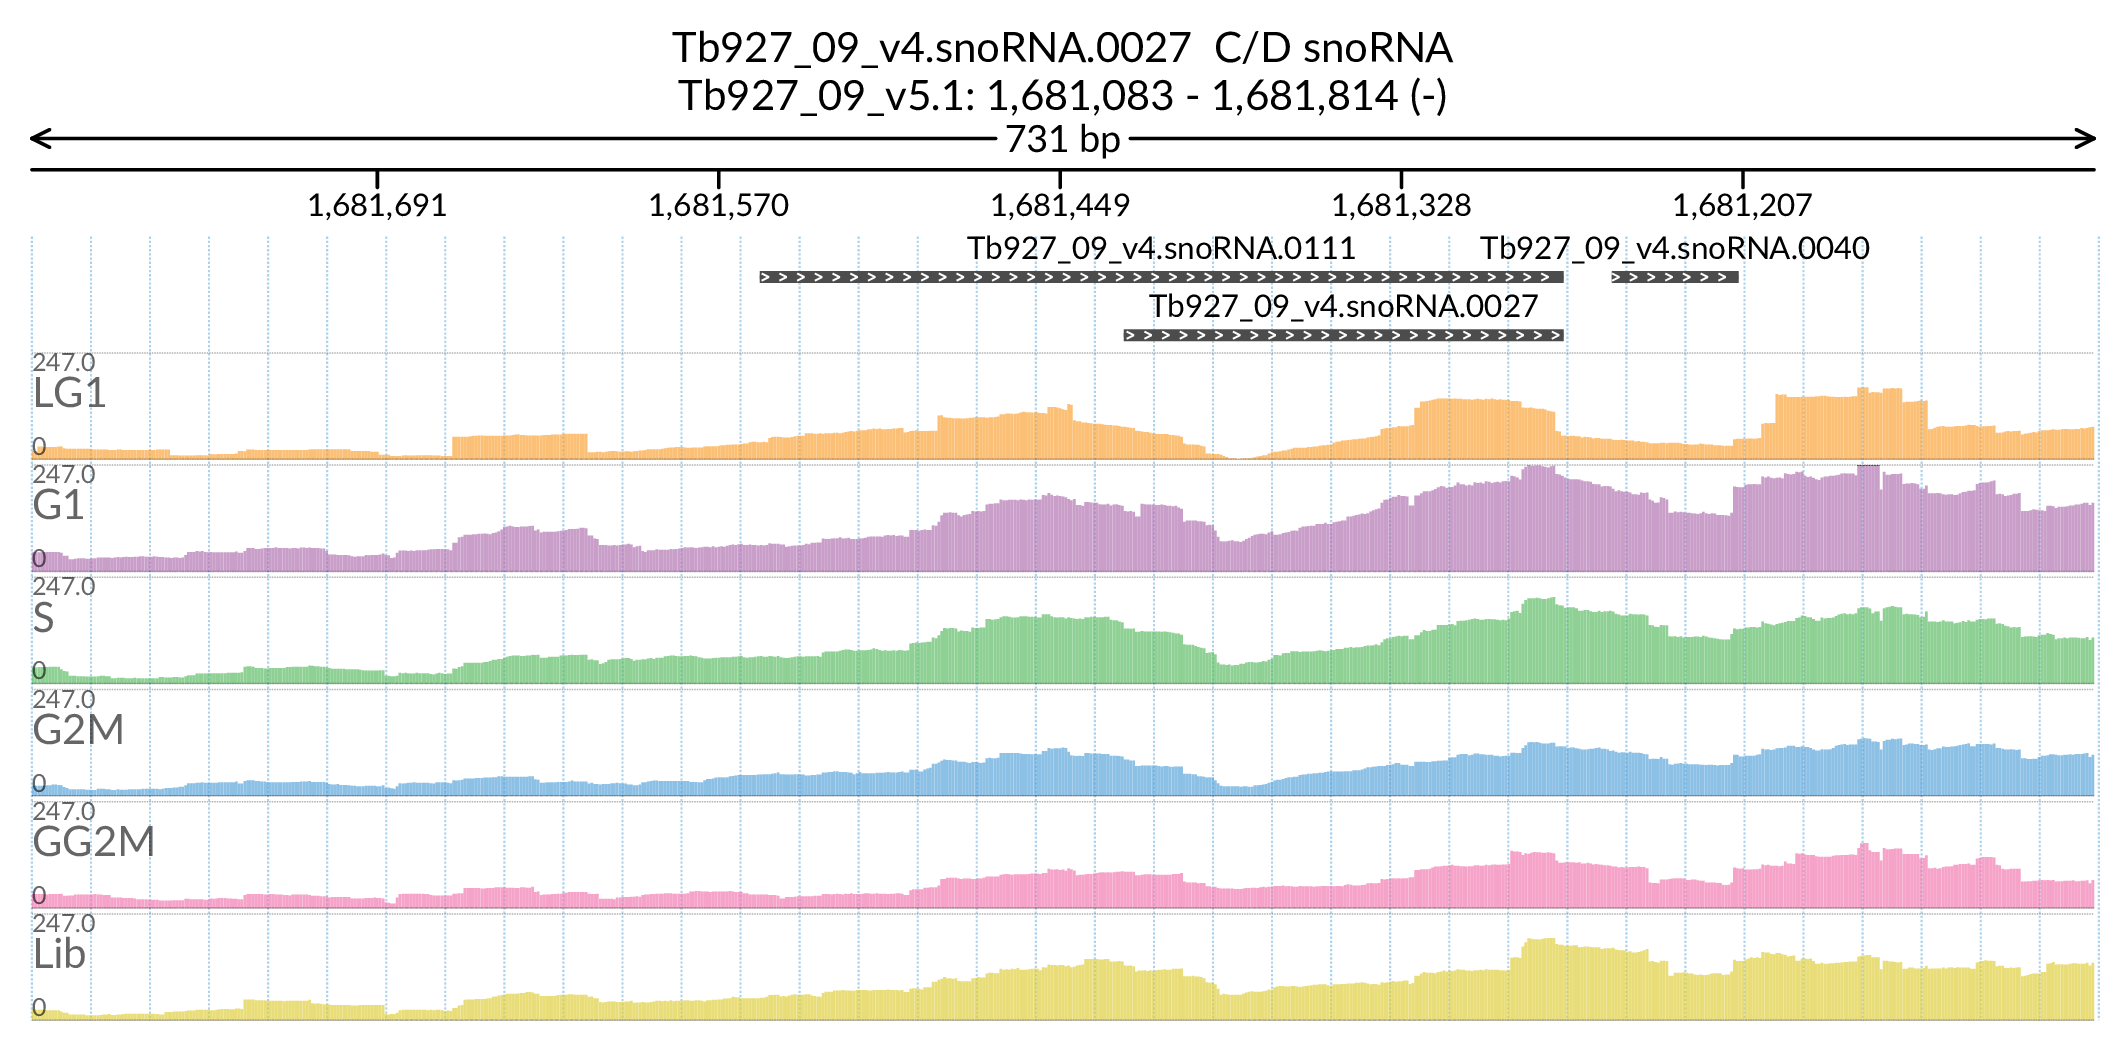 Tb927_09_v4.snoRNA.0027  C/D snoRNA
Tb927_09_v5.1: 1,681,083 - 1,681,814 (-)
731 bp
1,681,691 1,681,570 1,681,449 1,681,328 1,681,207
Tb927_09_v4.snoRNA.0111 Tb927_09_v4.snoRNA.0040
Tb927_09_v4.snoRNA.0027
247.0
LG1
0
247.0
G1
0
247.0
S
0
247.0
G2M
0
247.0
GG2M
0
247.0
Lib
0